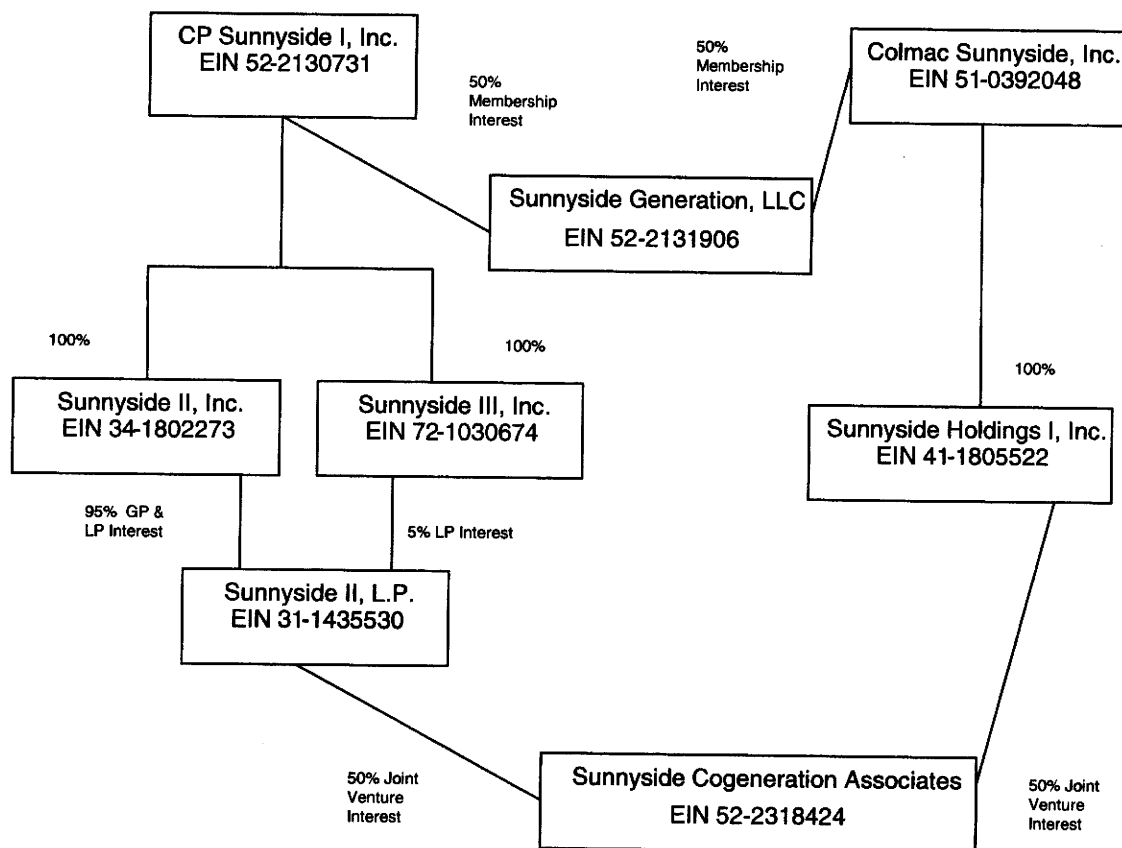 CP Sunnyside I, Inc.
EIN 52-2130731
50%
Membership
Interest
50%
Membership
Interest
Colmac Sunnyside, Inc.
EIN 51-0392048
Sunnyside Generation, LLC
EIN 52-2131906
100%
100%
100%
Sunnyside II, Inc.
EIN 34-1802273
Sunnyside III, Inc.
EIN 72-1030674
Sunnyside Holdings I, Inc.
EIN 41-1805522
95% GP &
LP Interest
5% LP Interest
Sunnyside II, L.P.
EIN 31-1435530
50% Joint
Venture
Interest
Sunnyside Cogeneration Associates
EIN 52-2318424
50% Joint
Venture
Interest